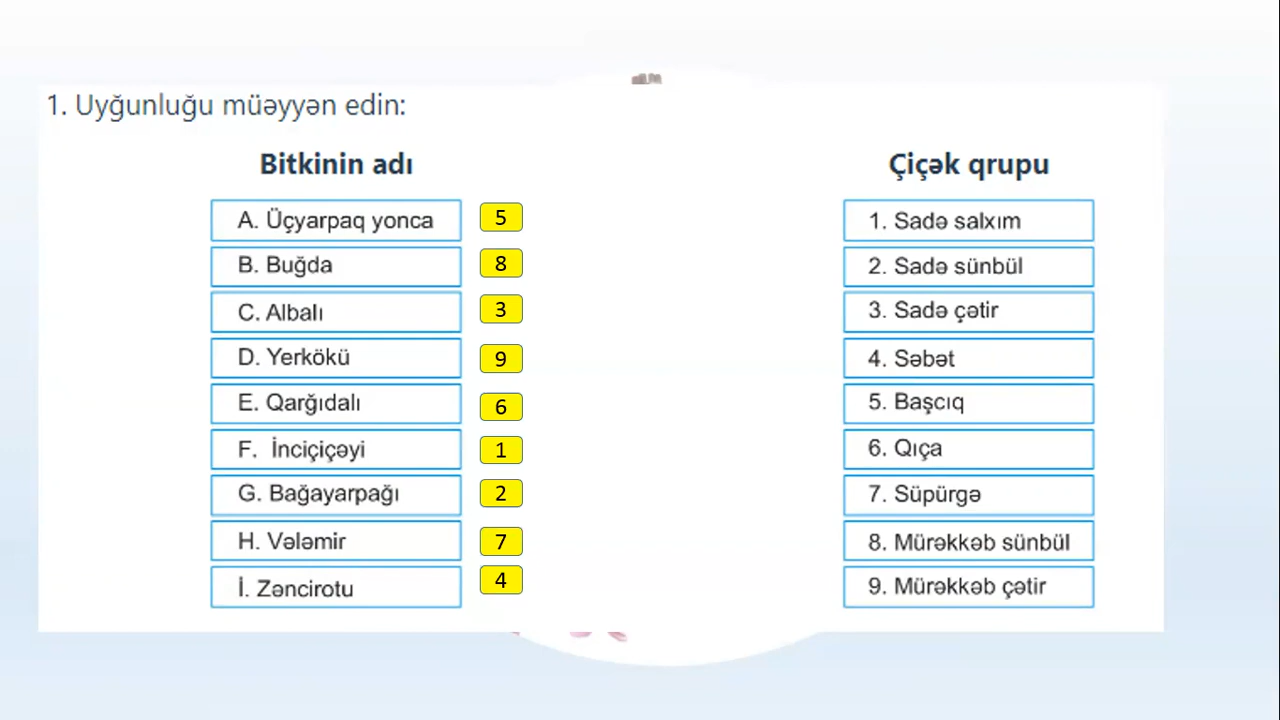 1. Uyğunluğu müəyyən edin:
Bitkinin adı
Çiçək qrupu
A. Üçyarpaq yonca 5
1. Sadə salxım
B. Buğda 8
2. Sadə sünbül
C. Albalı 3
3. Sadə çətir
D. Yerkökü 9
4. Səbət
E. Qarğıdalı 6
5. Başcıq
F. İnciçiçəyi 1
6. Qıça
G. Bağayarpağı 2
7. Süpürgə
H. Vələmir 7
8. Mürəkkəb sünbül
İ. Zəncirotu 4
9. Mürəkkəb çətir